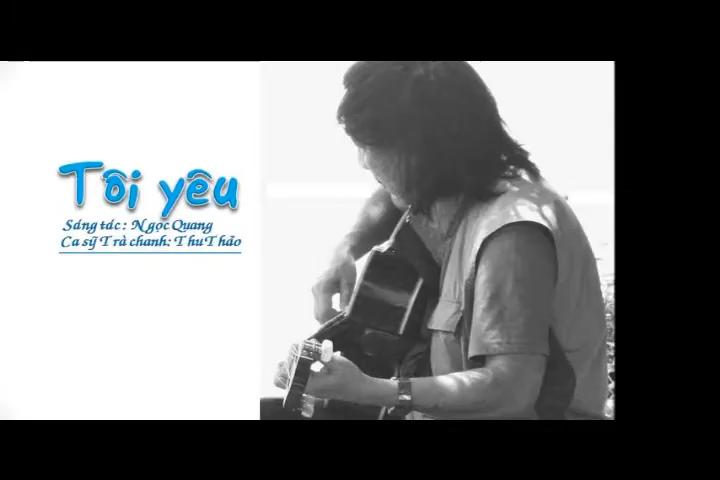 Tôi yêu
Sáng tác: Ngọc Quang
Ca sỹ Trà chanh: Thu Thảo